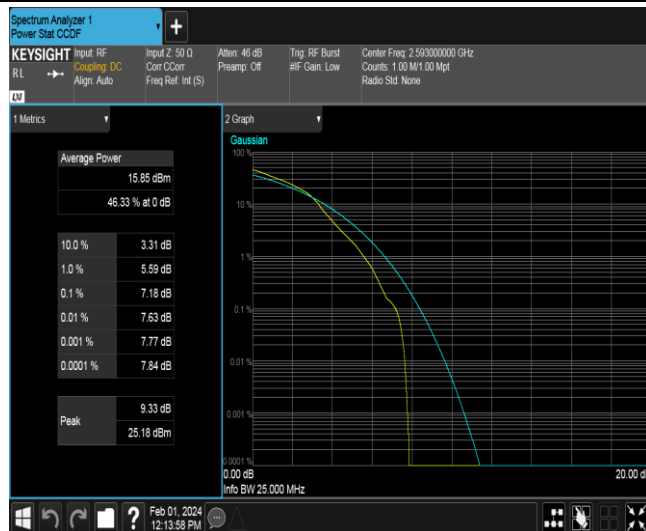 Spectrum Analyzer 1
Power Stat CCDF
+
KEYSIGHT
RL
LXI
Input: RF
Coupling: DC
Align: Auto
Input Z: 50 Ω
Corr CCorr
Freq Ref: Int (S)
Atten: 46 dB
Preamp: Off
Trig: RF Burst
#IF Gain: Low
Center Freq: 2.593000000 GHz
Counts: 1.00 M/1.00 Mpt
Radio Std: None
1 Metrics
Average Power
15.85 dBm
46.33 % at 0 dB
10.0 % 3.31 dB
1.0 % 5.59 dB
0.1 % 7.18 dB
0.01 % 7.63 dB
0.001 % 7.77 dB
0.0001 % 7.84 dB
Peak
9.33 dB
25.18 dBm
2 Graph
Gaussian
100 %
10 %
1 %
0.1 %
0.01 %
0.001 %
0.0001 %
0.00 dB
20.00 d
Info BW 25.000 MHz
?
Feb 01, 2024
12:13:58 PM